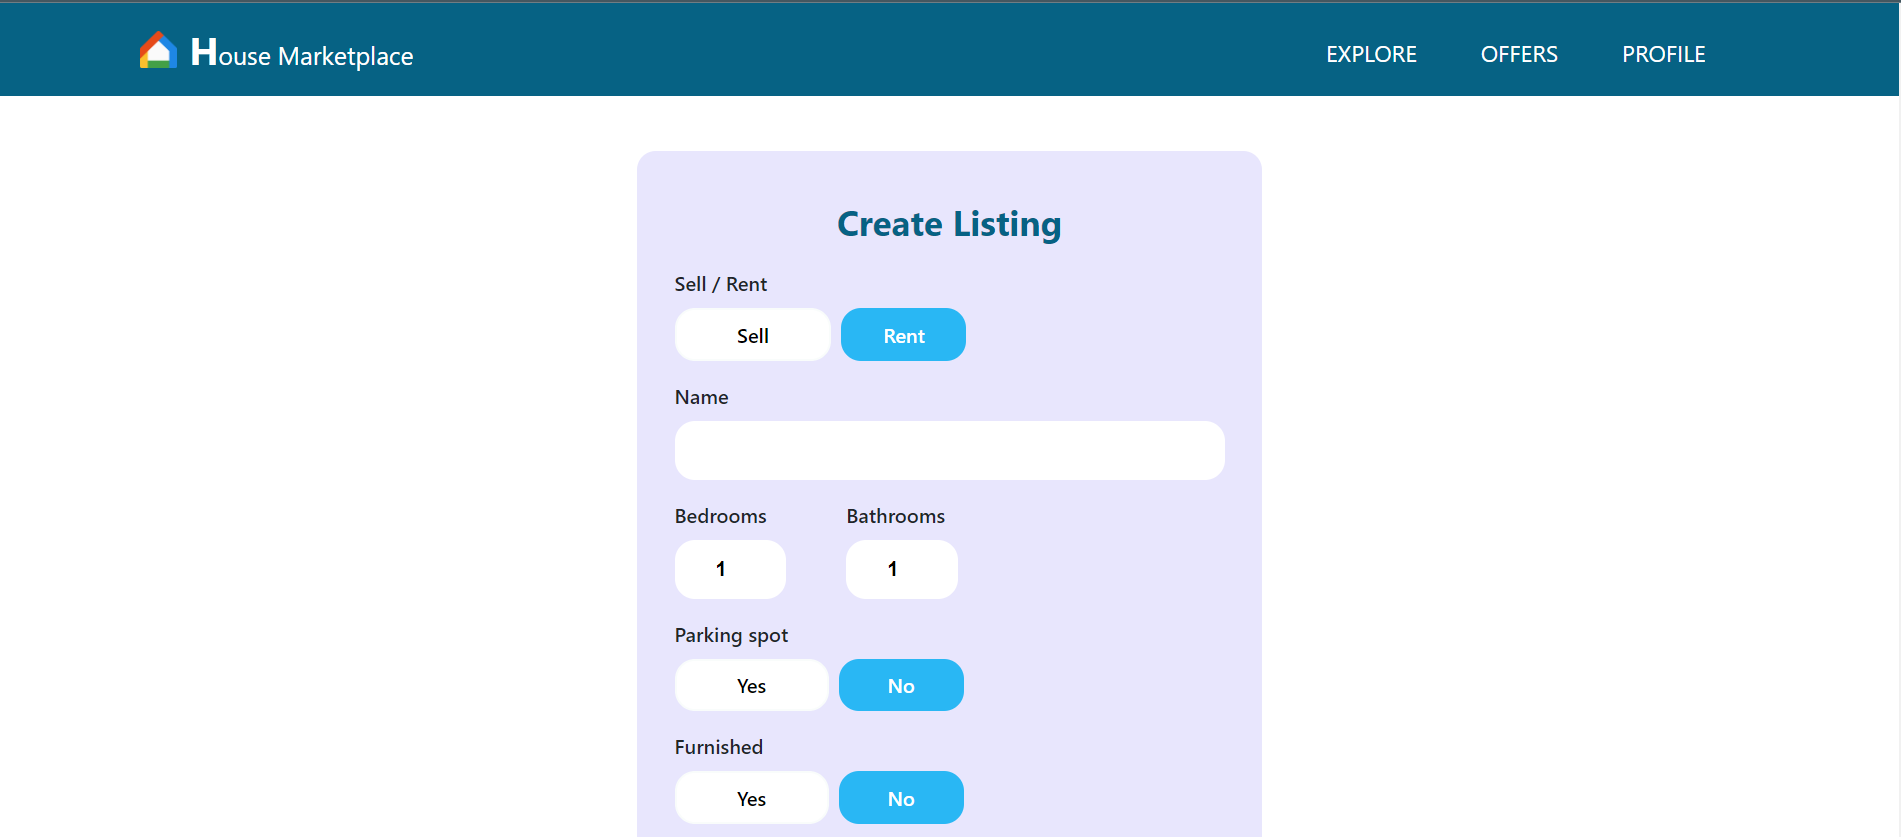 House Marketplace EXPLORE OFFERS PROFILE
Create Listing
Sell / Rent
Sell Rent
Name
Bedrooms Bathrooms
1 1
Parking spot
Yes No
Furnished
Yes No